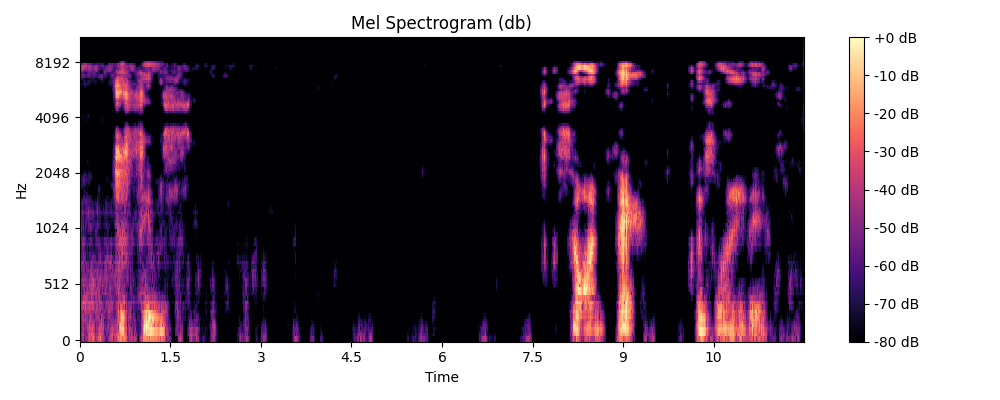 Mel Spectrogram (db)
8192
4096
2048
1024
512
0
Hz
0 1.5 3 4.5 6 7.5 9 10
Time
+0 dB
-10 dB
-20 dB
-30 dB
-40 dB
-50 dB
-60 dB
-70 dB
-80 dB